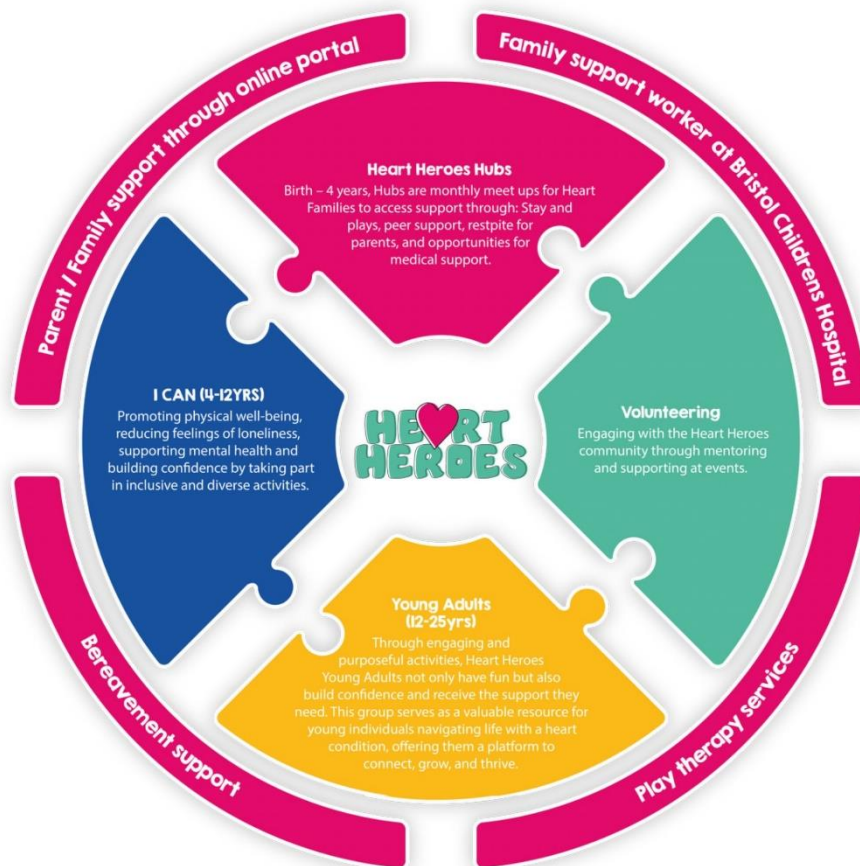 Parent / Family support through online portal
Family support worker at Bristol Childrens Hospital
Heart Heroes Hubs
Birth – 4 years, Hubs are monthly meet ups for Heart
Families to access support through: Stay and
plays, peer support, restpite for
parents, and opportunities for
medical support.
I CAN (4-12YRS)
Promoting physical well-being,
reducing feelings of loneliness,
supporting mental health and
building confidence by taking part
in inclusive and diverse activities.
HEART
HEROES
Volunteering
Engaging with the Heart Heroes
community through mentoring
and supporting at events.
Young Adults
(12-25yrs)
Through engaging and
purposeful activities, Heart Heroes
Young Adults not only have fun but also
build confidence and receive the support they
need. This group serves as a valuable resource for
young individuals navigating life with a heart
condition, offering them a platform to
connect, grow, and thrive.
Bereavement support
Play therapy services